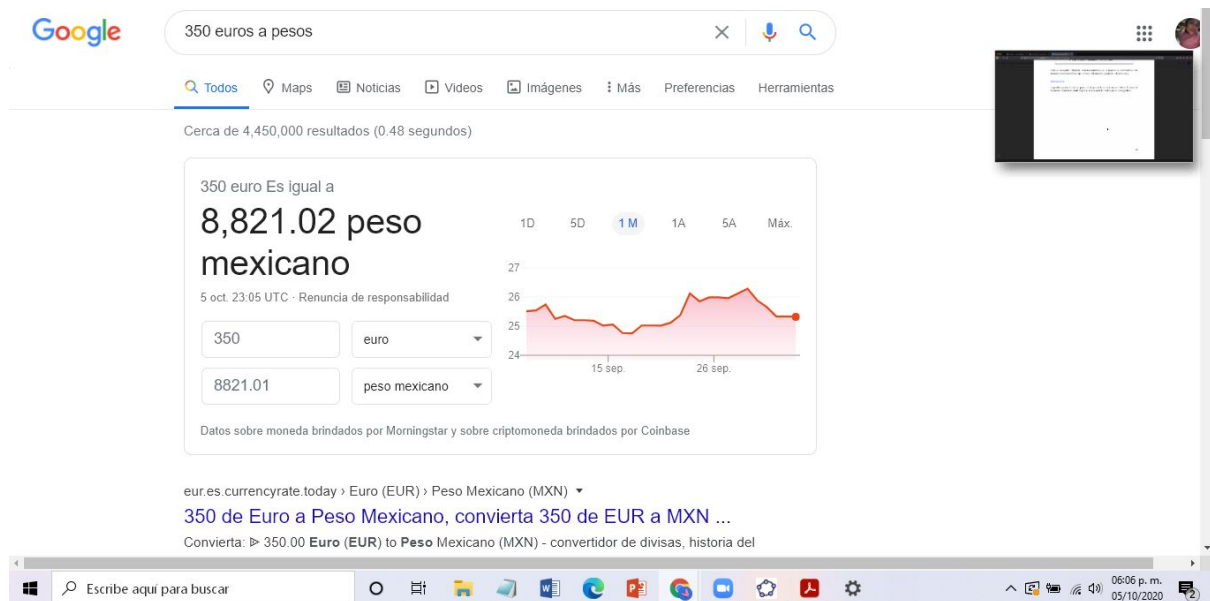 Google
350 euros a pesos
Todos Maps Noticias Videos Imágenes Más Preferencias Herramientas
Cerca de 4,450,000 resultados (0.48 segundos)
350 euro Es igual a
8,821.02 peso
mexicano
5 oct. 23:05 UTC · Renuncia de responsabilidad
1D 5D 1 M 1A 5A Máx.
27
26
25
24
15 sep. 26 sep.
350 euro
8821.01 peso mexicano
Datos sobre moneda brindados por Morningstar y sobre criptomoneda brindados por Coinbase
eur.es.currencyrate.today › Euro (EUR) › Peso Mexicano (MXN)
350 de Euro a Peso Mexicano, convierta 350 de EUR a MXN ...
Convierta: ⊳ 350.00 Euro (EUR) to Peso Mexicano (MXN) - convertidor de divisas, historia del
Escribe aquí para buscar
06:06 p. m.
05/10/2020
2